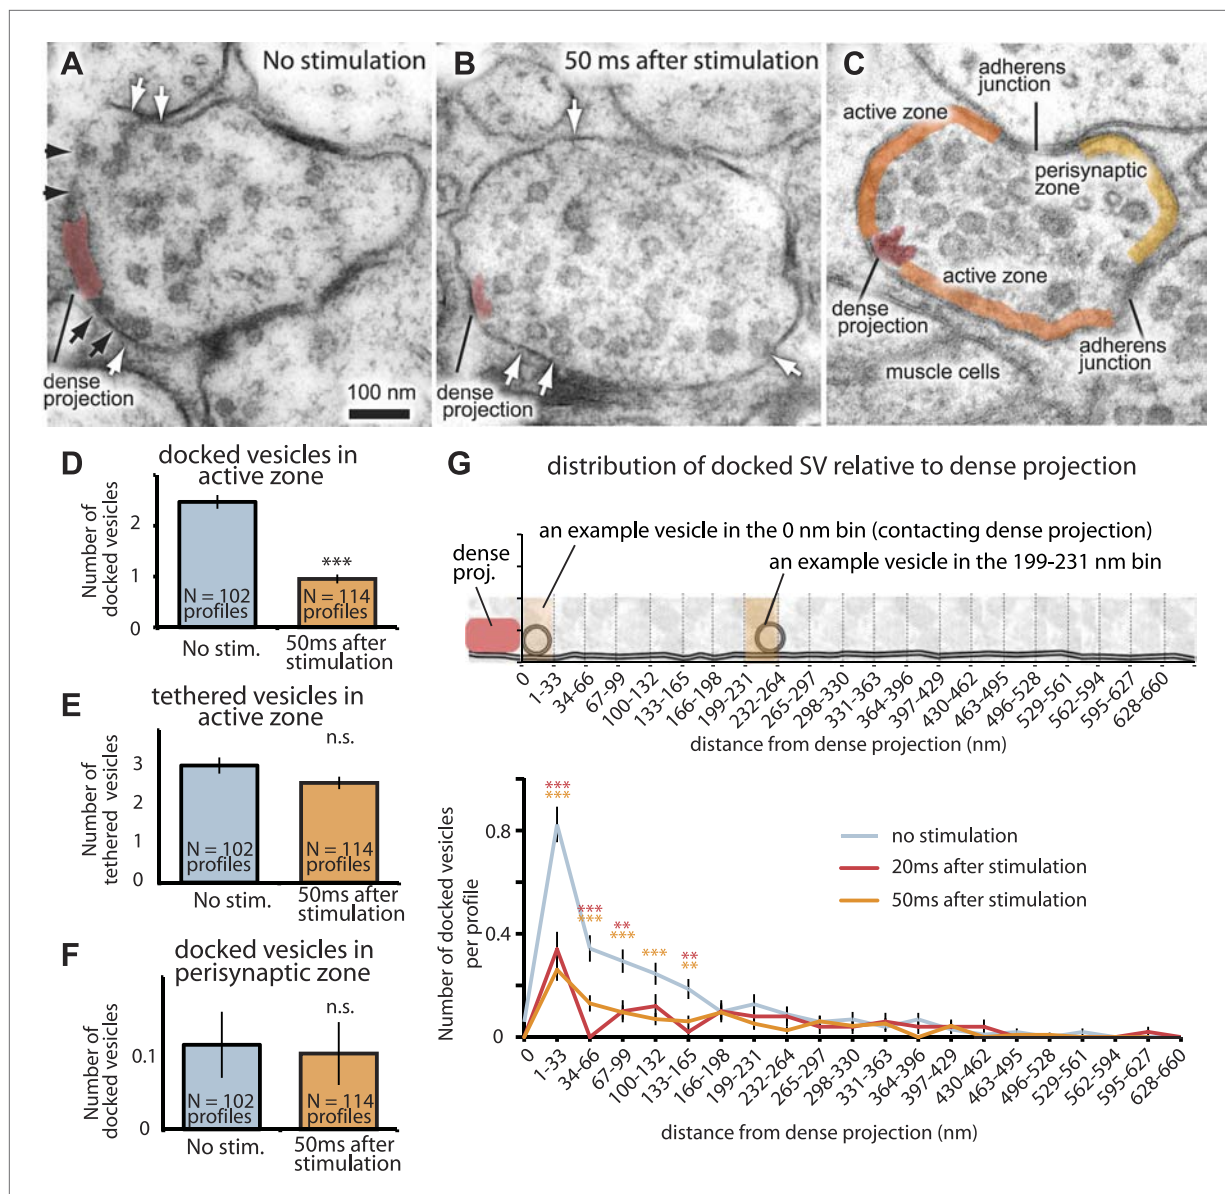 A
No stimulation
dense
projection
100 nm
B
50 ms after stimulation
dense
projection
C
adherens
junction
active zone
perisynaptic
zone
active zone
dense
projection
adherens
junction
muscle cells
D
docked vesicles in
active zone
Number of
docked vesicles
2
1
0
***
N = 102
profiles
N = 114
profiles
No stim.
50ms after
stimulation
E
tethered vesicles in
active zone
n.s.
Number of
tethered vesicles
3
2
1
0
N = 102
profiles
N = 114
profiles
No stim.
50ms after
stimulation
F
docked vesicles in
perisynaptic zone
n.s.
Number of
docked vesicles
0.1
0
N = 102
profiles
N = 114
profiles
No stim.
50ms after
stimulation
G
distribution of docked SV relative to dense projection
an example vesicle in the 0 nm bin (contacting dense projection)
dense
proj.
an example vesicle in the 199-231 nm bin
0
1-33
34-66
67-99
100-132
133-165
166-198
199-231
232-264
265-297
298-330
331-363
364-396
397-429
430-462
463-495
496-528
529-561
562-594
595-627
628-660
distance from dense projection (nm)
Number of docked vesicles
per profile
0.8
0.4
0
***
***
***
***
**
***
***
**
**
no stimulation
20ms after stimulation
50ms after stimulation
0
1-33
34-66
67-99
100-132
133-165
166-198
199-231
232-264
265-297
298-330
331-363
364-396
397-429
430-462
463-495
496-528
529-561
562-594
595-627
628-660
distance from dense projection (nm)